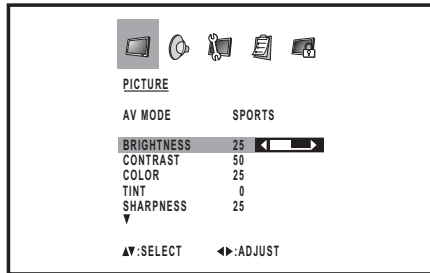 PICTURE
AV MODE SPORTS
BRIGHTNESS 25
CONTRAST 50
COLOR 25
TINT 0
SHARPNESS 25
▼
▲▼:SELECT ◀▶:ADJUST